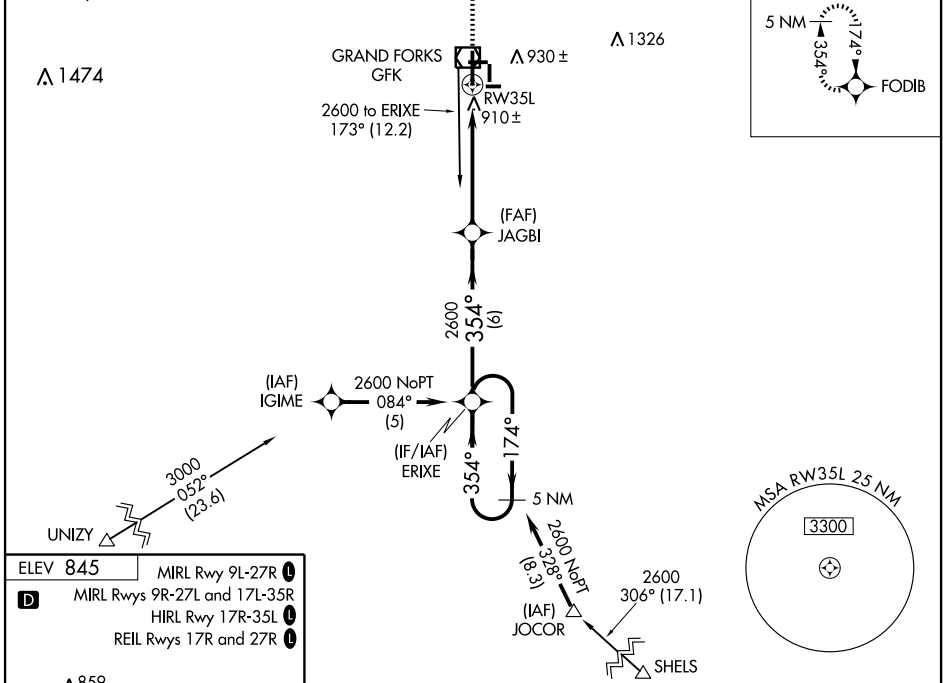 5 NM
174°
354°
FODIB
1326
GRAND FORKS
GFK
930 ±
1474
RW35L
910 ±
2600 to ERIXE
173° (12.2)
(FAF)
JAGBI
2600
354°
(6)
(IAF)
IGIME
2600 NoPT
084°
(5)
(IF/IAF)
ERIXE
354°
174°
5 NM
3000
052°
(23.6)
UNIZY
2600 NoPT
328°
(8.3)
(IAF)
JOCOR
2600
306° (17.1)
SHELS
MSA RW35L 25 NM
3300
ELEV 845
D
MIRL Rwy 9L-27R L
MIRL Rwys 9R-27L and 17L-35R
HIRL Rwy 17R-35L L
REIL Rwys 17R and 27R L
859